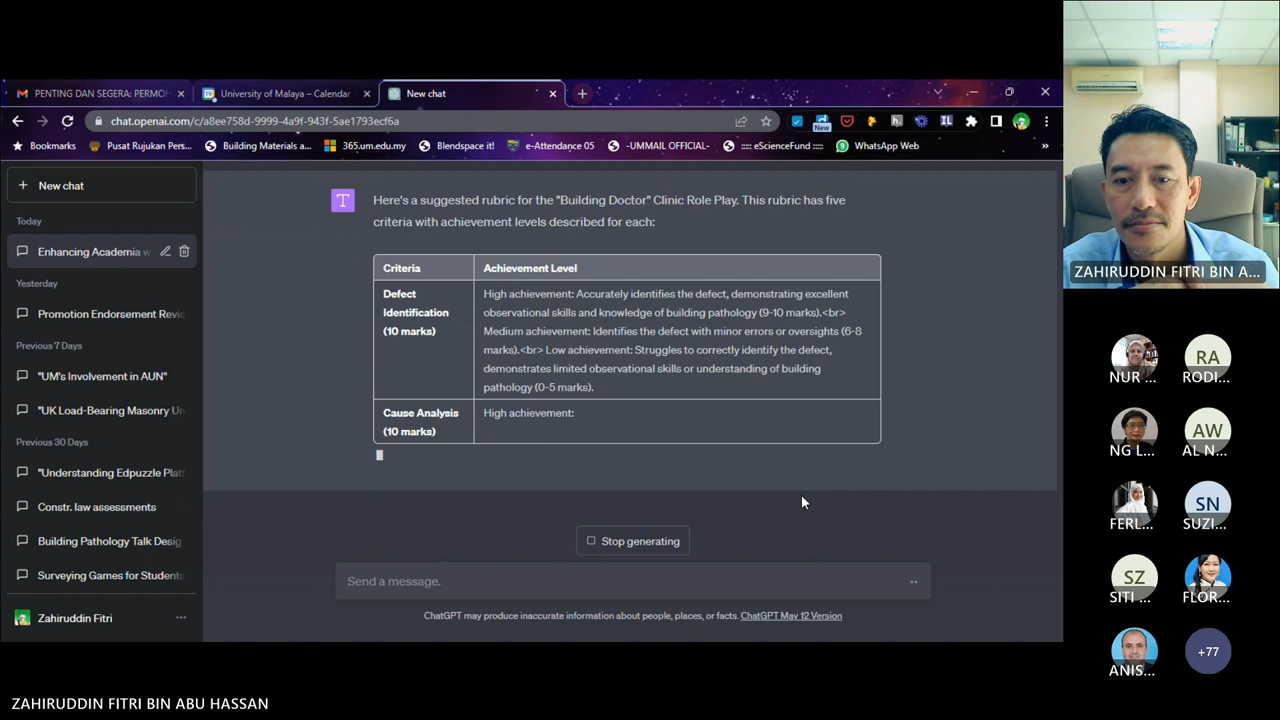 PENTING DAN SEGERA: PERMO
University of Malaya – Calendar
New chat
chat.openai.com/c/a8ee758d-9999-4a9f-943f-5ae1793ecf6a
New
IL
Bookmarks
Pusat Rujukan Pers...
Building Materials a...
365.um.edu.my
Blendspace it!
e-Attendance 05
-UMMAIL OFFICIAL-
:::: eScienceFund ::::
WhatsApp Web
»
+ New chat
Today
Enhancing Academia w
Yesterday
Promotion Endorsement Revi
Previous 7 Days
"UM's Involvement in AUN"
"UK Load-Bearing Masonry Un
Previous 30 Days
"Understanding Edpuzzle Platf
Constr. law assessments
Building Pathology Talk Desig
Surveying Games for Students
Zahiruddin Fitri
T
Here's a suggested rubric for the "Building Doctor" Clinic Role Play. This rubric has five
criteria with achievement levels described for each:
Criteria
Achievement Level
Defect
Identification
(10 marks)
High achievement: Accurately identifies the defect, demonstrating excellent
observational skills and knowledge of building pathology (9-10 marks).<br>
Medium achievement: Identifies the defect with minor errors or oversights (6-8
marks).<br> Low achievement: Struggles to correctly identify the defect,
demonstrates limited observational skills or understanding of building
pathology (0-5 marks).
Cause Analysis
(10 marks)
High achievement:
Stop generating
Send a message.
ChatGPT may produce inaccurate information about people, places, or facts. ChatGPT May 12 Version
ZAHIRUDDIN FITRI BIN A...
NUR ...
RA
RODI...
NG L...
AW
AL N...
FERL...
SN
SUZI...
SZ
SITI ...
FLOR...
ANIS...
+77
ZAHIRUDDIN FITRI BIN ABU HASSAN